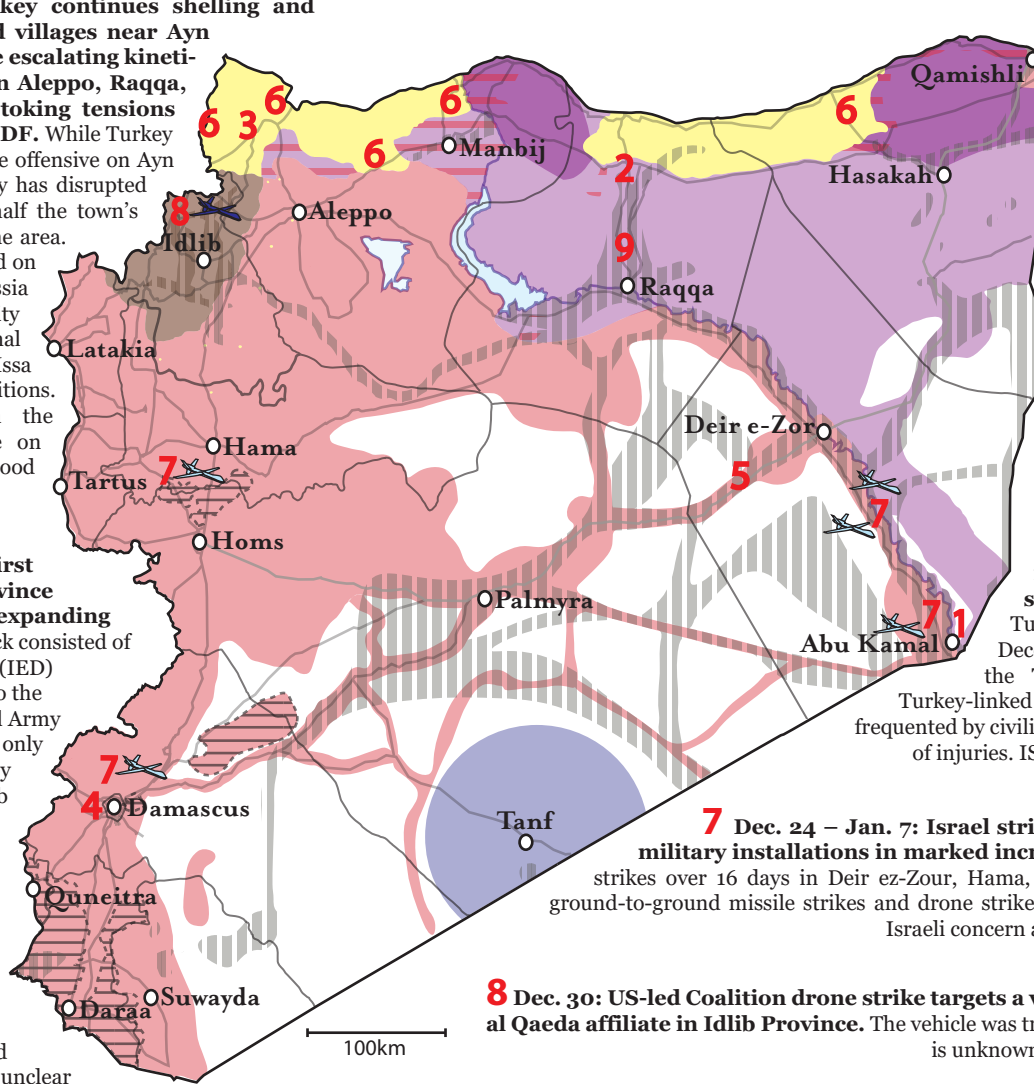 key continues shelling and
d villages near Ayn
e escalating kineti-
n Aleppo, Raqqa,
toking tensions
DF. While Turkey
e offensive on Ayn
y has disrupted
half the town's
he area.
d on
ssia
ity
nal
Issa
itions.
the
e on
ood
irst
vince
expanding
ck consisted of
(IED)
o the
l Army
only
y
b
d
unclear
Qamishli
6
3
6
6
6
6
Manbij
2
Hasakah
8
Aleppo
Idlib
9
Raqqa
Latakia
Deir e-Zor
Hama
7
Tartus
5
7
Homs
Palmyra
7
1
Abu Kamal
7
4
Damascus
Tanf
Quneitra
Suwayda
Daraa
100km
s
Tu
Dec
the T
Turkey-linked
frequented by civili
of injuries. IS
7 Dec. 24 – Jan. 7: Israel stri
military installations in marked incr
strikes over 16 days in Deir ez-Zour, Hama,
ground-to-ground missile strikes and drone strike
Israeli concern a
8 Dec. 30: US-led Coalition drone strike targets a v
al Qaeda affiliate in Idlib Province. The vehicle was tr
is unknown